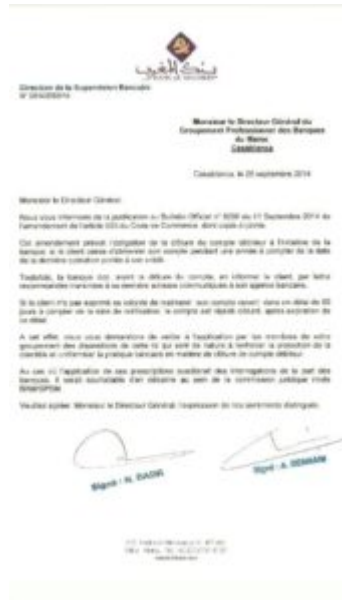 بنك المغرب
Direction de la Supervision Bancaire
Monsieur le Directeur Général du
Groupement Professionnel des Banques
du Maroc
Casablanca
Casablanca, le 25 septembre 2014
Monsieur le Directeur Général
Nous vous informons de la publication au Bulletin Officiel n° du 11 Septembre 2014 de
l'amendement de l'article 503 du Code de Commerce, dont copie ci-jointe.
Cet amendement prévoit l'obligation de la clôture du compte débiteur à l'initiative de la
banque, si le client cesse d'alimenter son compte pendant une année à compter de la date
de la dernière opération portée à son crédit.
Toutefois, la banque doit, avant la clôture du compte, en informer le client, par lettre
recommandée transmise à sa dernière adresse communiquée à son agence bancaire.
Si le client n'a pas exprimé sa volonté de maintenir son compte ouvert dans un délai de 60
jours à compter de la date de notification, le compte est réputé clôturé, après expiration de
ce délai.
A cet effet, nous vous demandons de veiller à l'application par les membres de votre
groupement des dispositions de cette loi qui sont de nature à renforcer la protection de la
clientèle et uniformiser la pratique bancaire en matière de clôture de compte débiteur.
Au cas où l'application de ces prescriptions susciterait des interrogations de la part des
banques, il serait souhaitable d'en débattre au sein de la commission juridique mixte
BAM/GPBM.
Veuillez agréer, Monsieur le Directeur Général, l'expression de nos sentiments distingués.
Signé : H. BADRI
Signé : A.